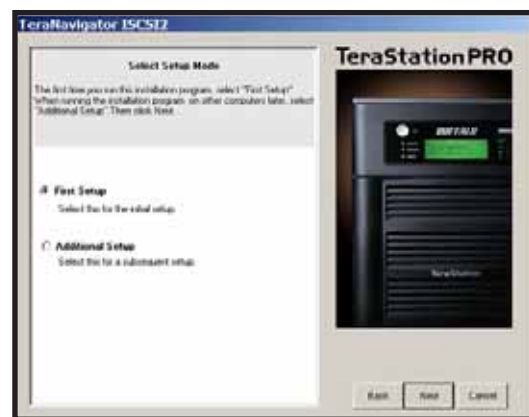 TeraNavigator ISCSI2
Select Setup Mode
The first time you run this installation program, select "First Setup".
When running the installation program on other computers later, select
"Additional Setup". Then click Next.
First Setup
Select this for the initial setup.
Additional Setup
Select this for a subsequent setup.
TeraStation PRO
BUFFALO
TeraStation
Back
Next
Cancel